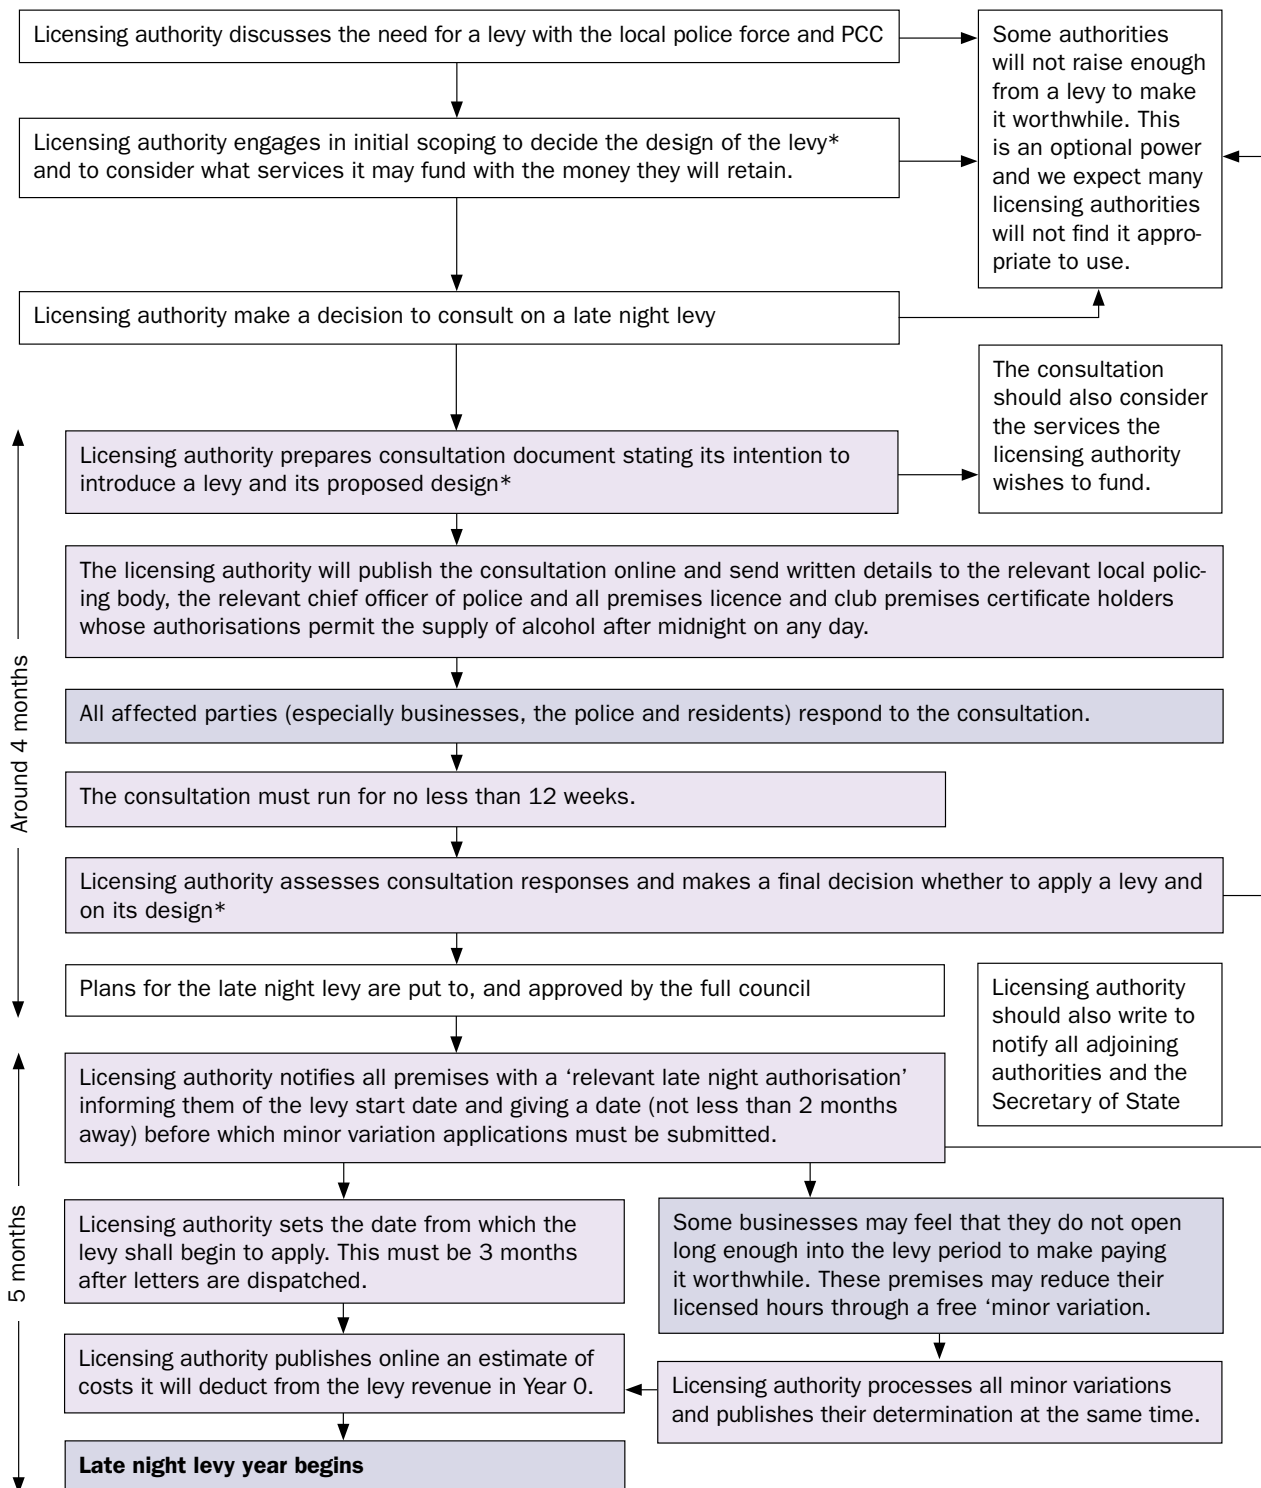 Licensing authority discusses the need for a levy with the local police force and PCC
Some authorities
will not raise enough
from a levy to make
it worthwhile. This
is an optional power
and we expect many
licensing authorities
will not find it appro-
priate to use.
Licensing authority engages in initial scoping to decide the design of the levy*
and to consider what services it may fund with the money they will retain.
Licensing authority make a decision to consult on a late night levy
The consultation
should also consider
the services the
licensing authority
wishes to fund.
Around 4 months
Licensing authority prepares consultation document stating its intention to
introduce a levy and its proposed design*
The licensing authority will publish the consultation online and send written details to the relevant local polic-
ing body, the relevant chief officer of police and all premises licence and club premises certificate holders
whose authorisations permit the supply of alcohol after midnight on any day.
All affected parties (especially businesses, the police and residents) respond to the consultation.
The consultation must run for no less than 12 weeks.
Licensing authority assesses consultation responses and makes a final decision whether to apply a levy and
on its design*
Plans for the late night levy are put to, and approved by the full council
Licensing authority
should also write to
notify all adjoining
authorities and the
Secretary of State
5 months
Licensing authority notifies all premises with a ‘relevant late night authorisation’
informing them of the levy start date and giving a date (not less than 2 months
away) before which minor variation applications must be submitted.
Licensing authority sets the date from which the
levy shall begin to apply. This must be 3 months
after letters are dispatched.
Some businesses may feel that they do not open
long enough into the levy period to make paying
it worthwhile. These premises may reduce their
licensed hours through a free ‘minor variation.
Licensing authority publishes online an estimate of
costs it will deduct from the levy revenue in Year 0.
Licensing authority processes all minor variations
and publishes their determination at the same time.
Late night levy year begins